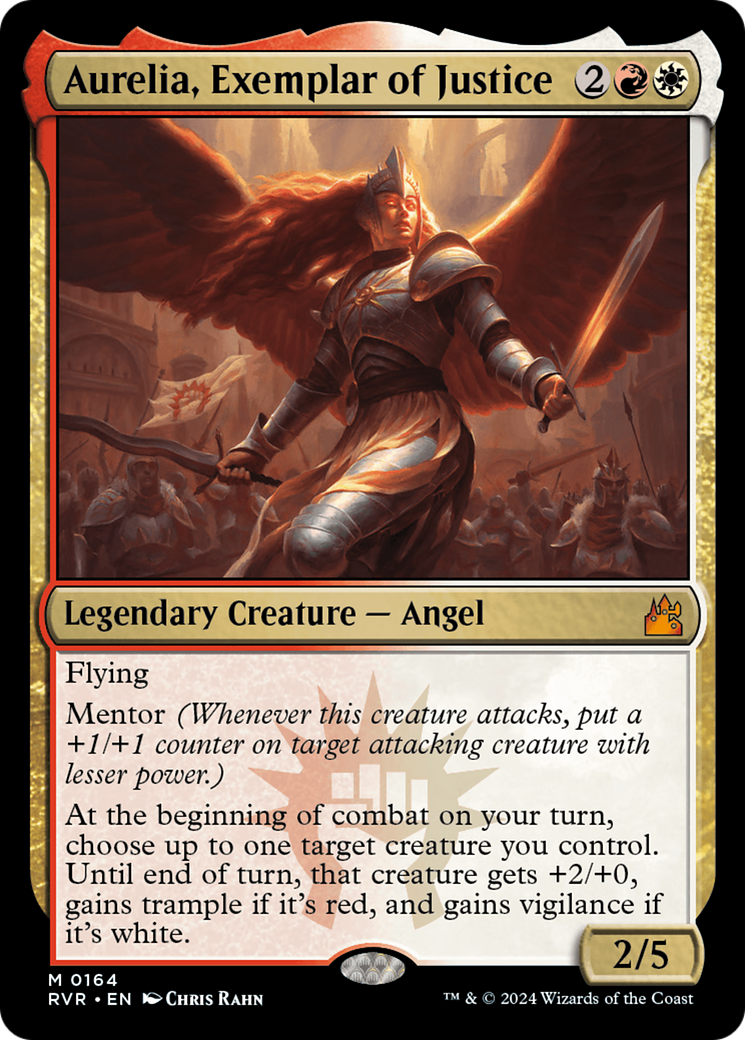 Aurelia, Exemplar of Justice 2
Legendary Creature — Angel
Flying
Mentor (Whenever this creature attacks, put a
+1/+1 counter on target attacking creature with
lesser power.)
At the beginning of combat on your turn,
choose up to one target creature you control.
Until end of turn, that creature gets +2/+0,
gains trample if it's red, and gains vigilance if
it's white.
2/5
M 0164
RVR • EN Chris Rahn
™ & © 2024 Wizards of the Coast